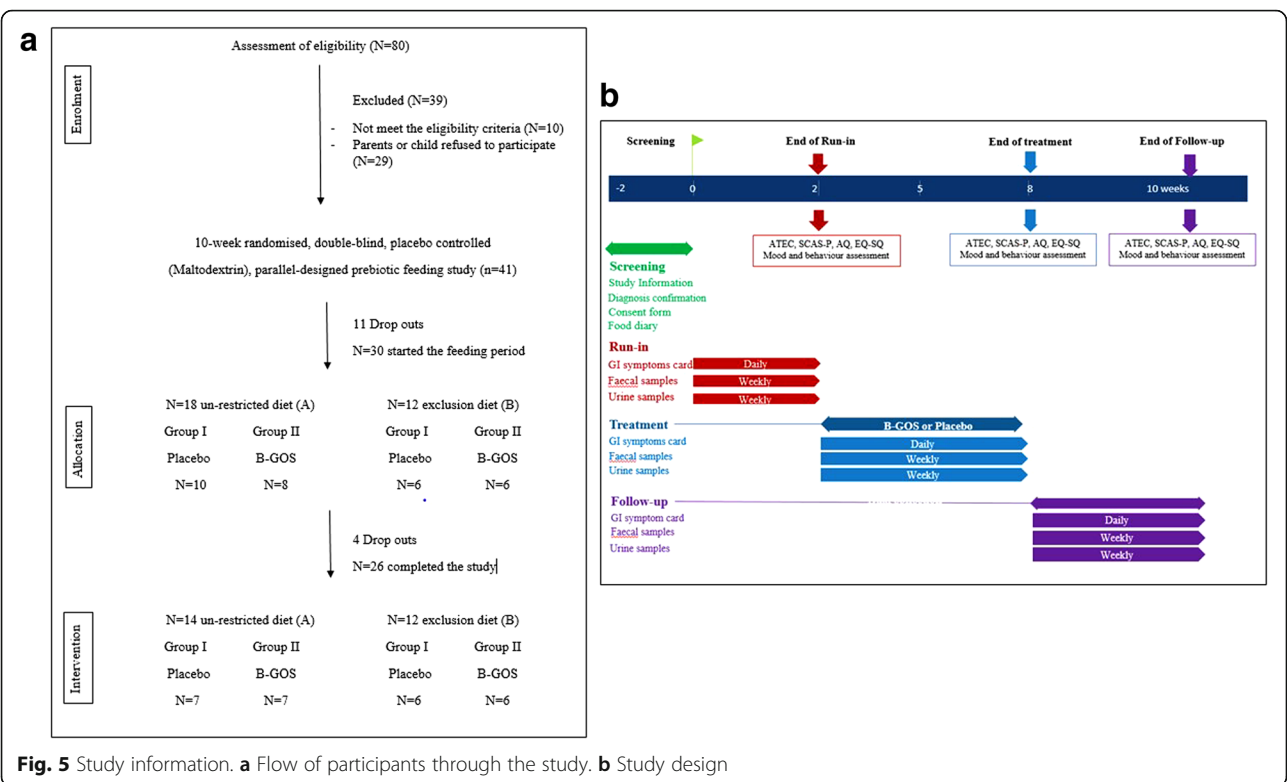 a
Assessment of eligibility (N=80)
Enrolment
Excluded (N=39)
- Not meet the eligibility criteria (N=10)
- Parents or child refused to participate
(N=29)
10-week randomised, double-blind, placebo controlled
(Maltodextrin), parallel-designed prebiotic feeding study (n=41)
11 Drop outs
N=30 started the feeding period
Allocation
N=18 un-restricted diet (A) N=12 exclusion diet (B)
Group I Group II Group I Group II
Placebo B-GOS Placebo B-GOS
N=10 N=8 N=6 N=6
4 Drop outs
N=26 completed the study
Intervention
N=14 un-restricted diet (A) N=12 exclusion diet (B)
Group I Group II Group I Group II
Placebo B-GOS Placebo B-GOS
N=7 N=7 N=6 N=6
b
Screening End of Run-in End of treatment End of Follow-up
-2 0 2 5 8 10 weeks
ATEC, SCAS-P, AQ, EQ-SQ
Mood and behaviour assessment
ATEC, SCAS-P, AQ, EQ-SQ
Mood and behaviour assessment
ATEC, SCAS-P, AQ, EQ-SQ
Mood and behaviour assessment
Screening
Study Information
Diagnosis confirmation
Consent form
Food diary
Run-in
GI symptoms card Daily
Faecal samples Weekly
Urine samples Weekly
Treatment B-GOS or Placebo
GI symptoms card Daily
Faecal samples Weekly
Urine samples Weekly
Follow-up
GI symptom card Daily
Faecal samples Weekly
Urine samples Weekly
Fig. 5 Study information. a Flow of participants through the study. b Study design